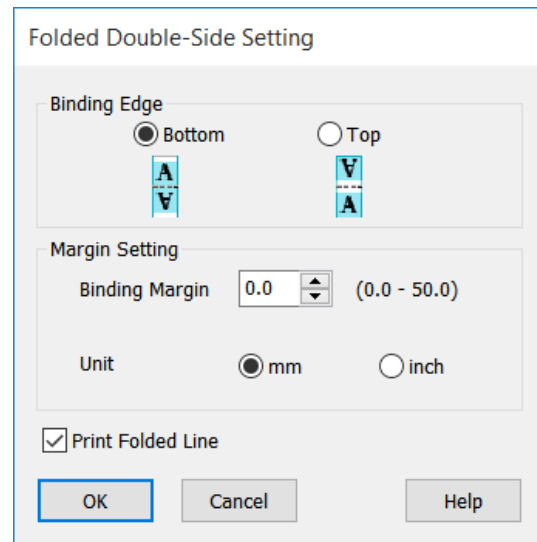 Folded Double-Side Setting
Binding Edge
Bottom Top
A A
A A
Margin Setting
Binding Margin 0.0 (0.0 - 50.0)
Unit mm inch
Print Folded Line
OK Cancel Help